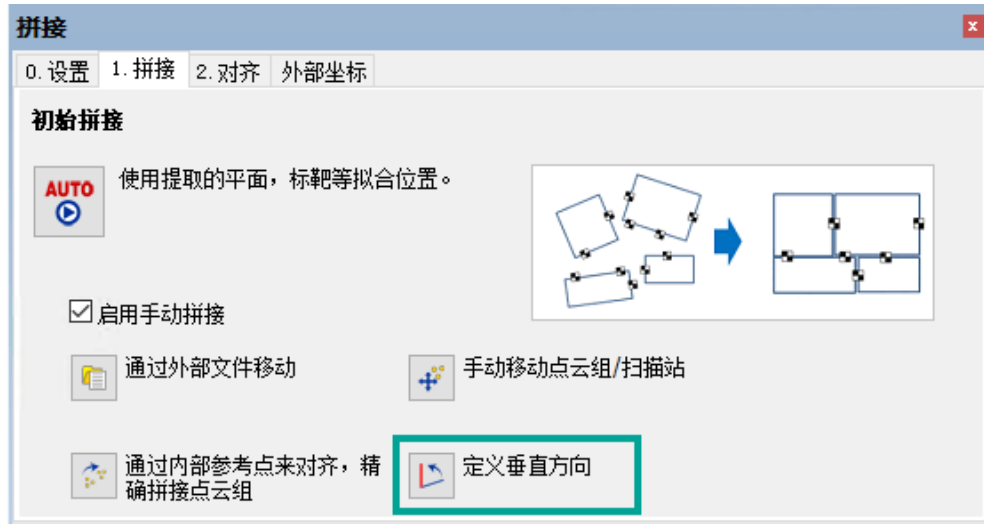 拼接
0. 设置 1. 拼接 2. 对齐 外部坐标
初始拼接
AUTO 使用提取的平面，标靶等拟合位置。
启用手动拼接
通过外部文件移动 手动移动点云组/扫描站
通过内部参考点来对齐，精 定义垂直方向
确拼接点云组